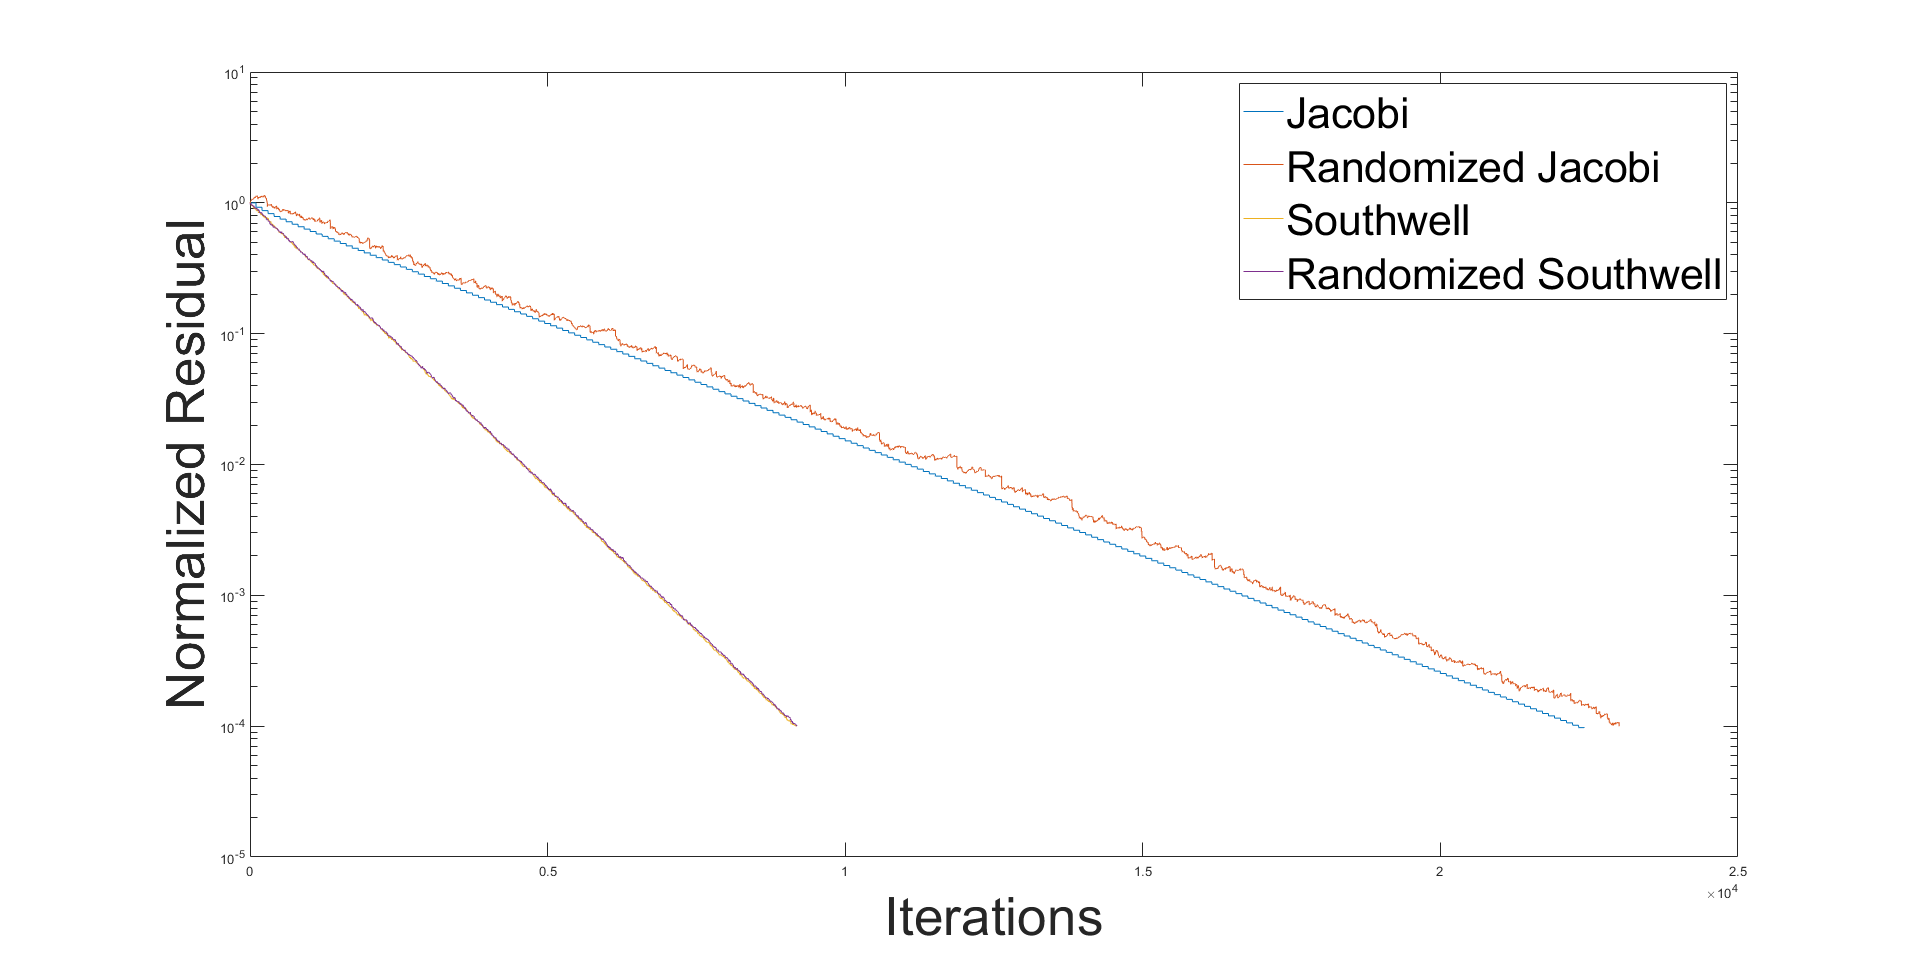 10^1
10^0
10^-1
10^-2
10^-3
10^-4
10^-5
Normalized Residual
Jacobi
Randomized Jacobi
Southwell
Randomized Southwell
0 0.5 1 1.5 2 2.5
×10^4
Iterations